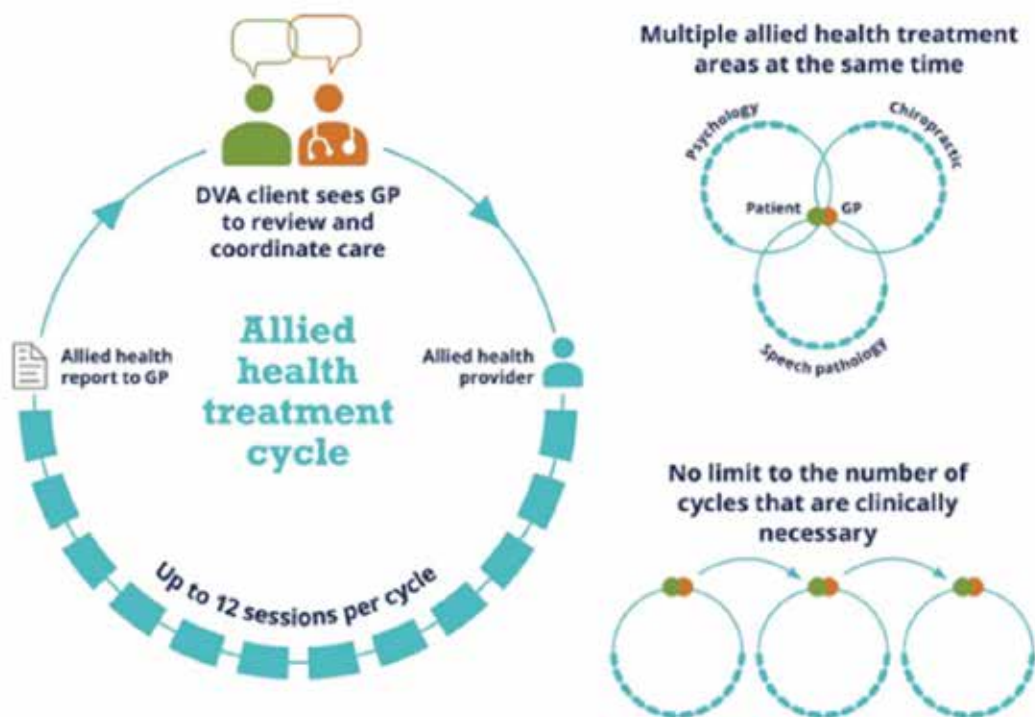 DVA client sees GP
to review and
coordinate care
Allied health
report to GP
Allied
health
treatment
cycle
Allied health
provider
Up to 12 sessions per cycle
Multiple allied health treatment
areas at the same time
Psychology
Chiropractic
Patient
GP
Speech pathology
No limit to the number of
cycles that are clinically
necessary